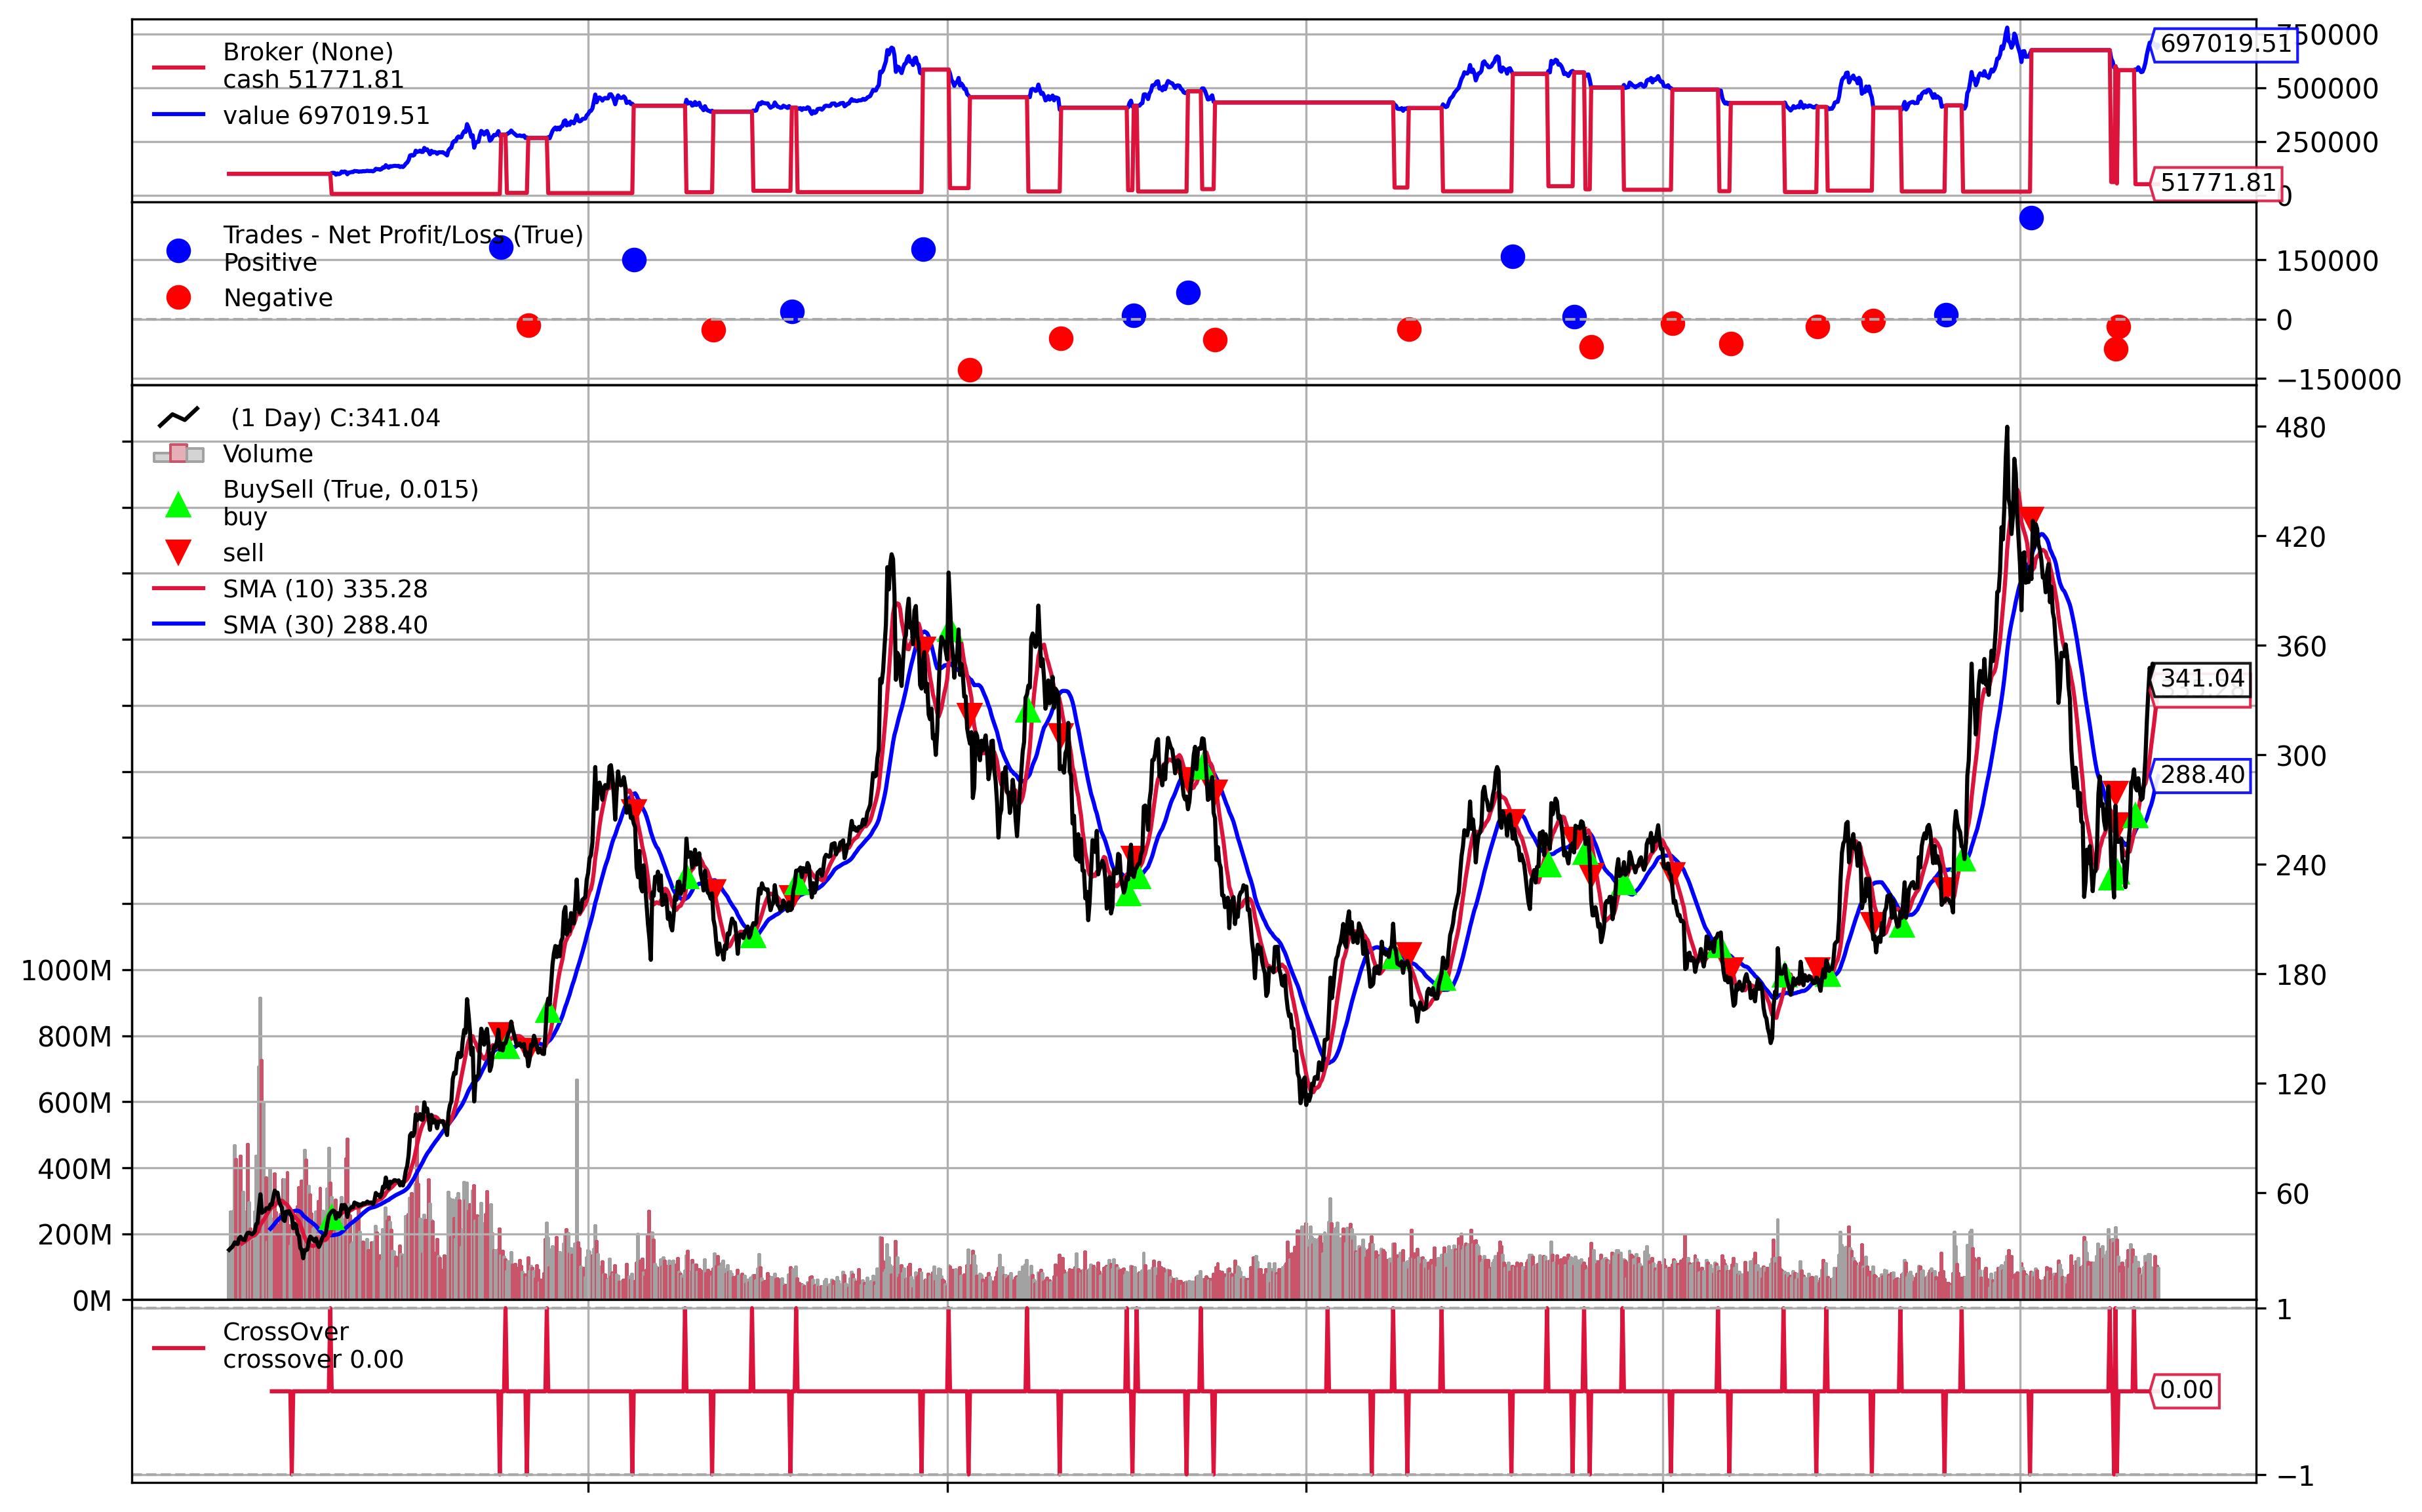 Broker (None)
cash 51771.81
value 697019.51
697019.51
500000
250000
51771.81
0
Trades - Net Profit/Loss (True)
Positive
Negative
150000
0
−150000
(1 Day) C:341.04
Volume
BuySell (True, 0.015)
buy
sell
SMA (10) 335.28
SMA (30) 288.40
480
420
360
341.04
300
288.40
240
180
120
60
1000M
800M
600M
400M
200M
0M
CrossOver
crossover 0.00
1
0.00
−1